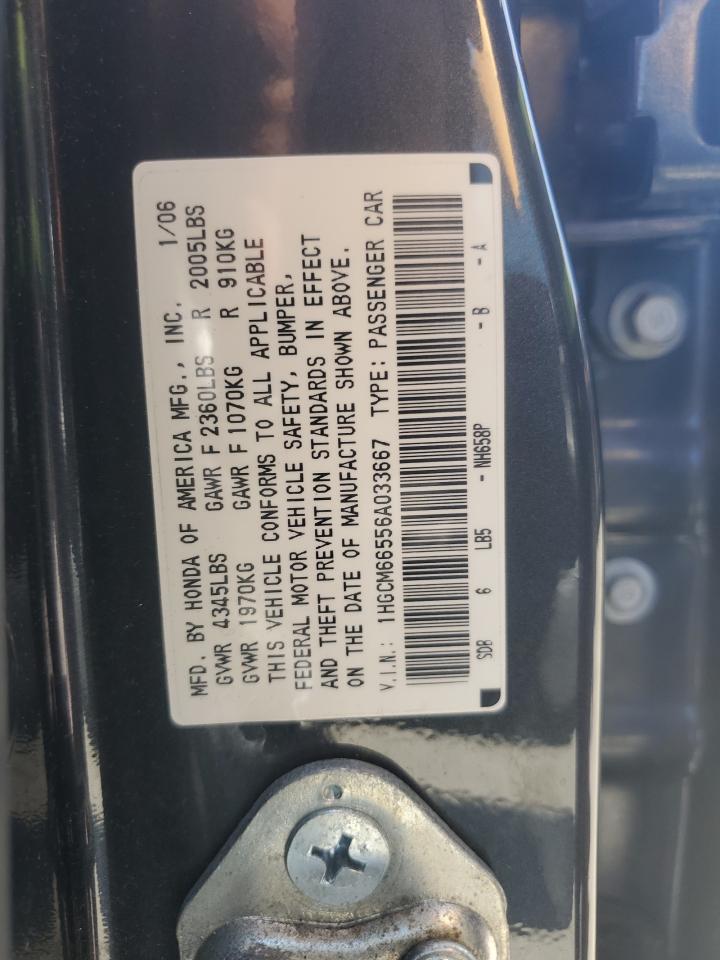 MFD. BY HONDA OF AMERICA MFG., INC. 1/06
GVWR 4345LBS GAWR F 2360LBS R 2005LBS
GVWR 1970KG GAWR F 1070KG R 910KG
THIS VEHICLE CONFORMS TO ALL APPLICABLE
FEDERAL MOTOR VEHICLE SAFETY, BUMPER,
AND THEFT PREVENTION STANDARDS IN EFFECT
ON THE DATE OF MANUFACTURE SHOWN ABOVE.
V.I.N.: 1HGCM66556A033667 TYPE: PASSENGER CAR
SDB 6 LB5 - NH658P - B - A